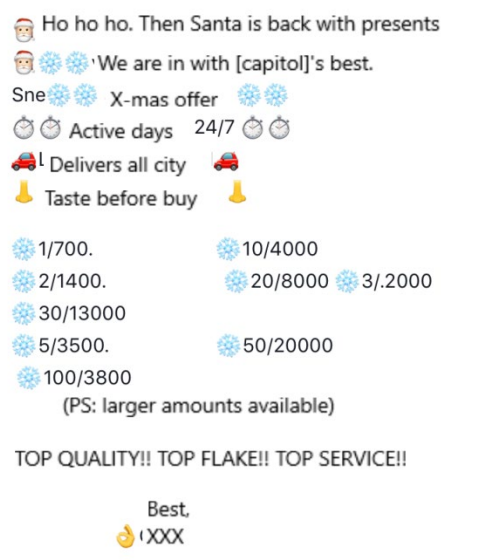 🎅 Ho ho ho. Then Santa is back with presents
🎅❄️❄️'We are in with [capitol]'s best.
Sne❄️❄️ X-mas offer ❄️❄️
⏱️⏱️ Active days 24/7 ⏱️⏱️
🚗l Delivers all city 🚗
👃 Taste before buy 👃
❄️1/700. ❄️10/4000
❄️2/1400. ❄️20/8000 ❄️3/.2000
❄️30/13000
❄️5/3500. ❄️50/20000
❄️100/3800
(PS: larger amounts available)
TOP QUALITY!! TOP FLAKE!! TOP SERVICE!!
Best,
👌(XXX